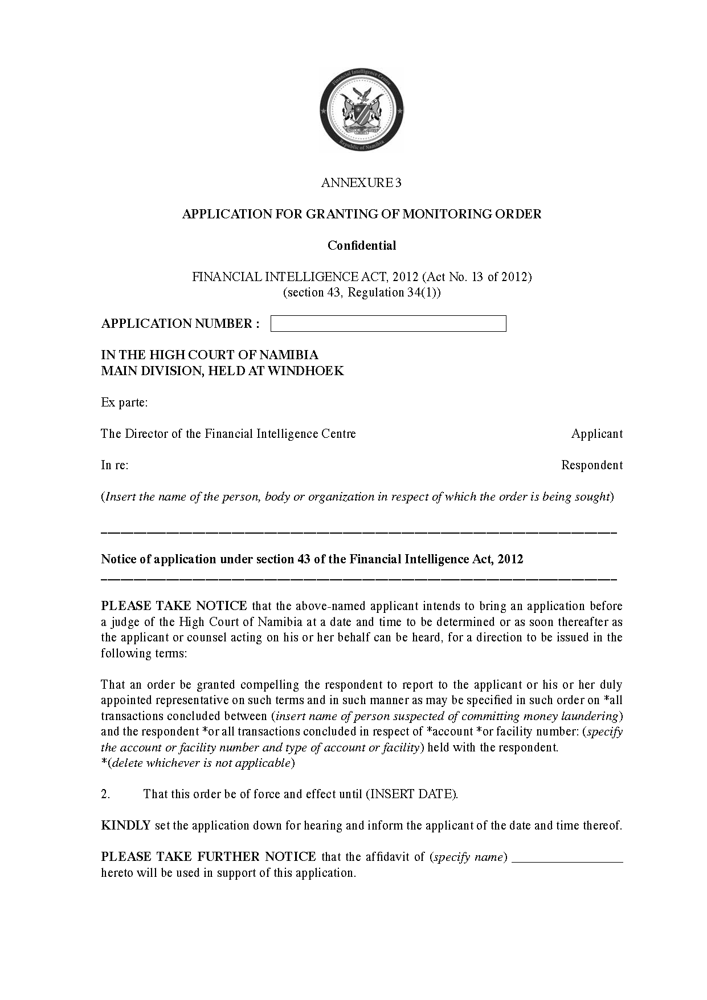 Financial Intelligence Centre
LIBERTY
Republic of Namibia
ANNEXURE 3
APPLICATION FOR GRANTING OF MONITORING ORDER
Confidential
FINANCIAL INTELLIGENCE ACT, 2012 (Act No. 13 of 2012)
(section 43, Regulation 34(1))
APPLICATION NUMBER :
IN THE HIGH COURT OF NAMIBIA
MAIN DIVISION, HELD AT WINDHOEK
Ex parte:
The Director of the Financial Intelligence Centre Applicant
In re: Respondent
(Insert the name of the person, body or organization in respect of which the order is being sought)
Notice of application under section 43 of the Financial Intelligence Act, 2012
PLEASE TAKE NOTICE that the above-named applicant intends to bring an application before
a judge of the High Court of Namibia at a date and time to be determined or as soon thereafter as
the applicant or counsel acting on his or her behalf can be heard, for a direction to be issued in the
following terms:
That an order be granted compelling the respondent to report to the applicant or his or her duly
appointed representative on such terms and in such manner as may be specified in such order on *all
transactions concluded between (insert name of person suspected of committing money laundering)
and the respondent *or all transactions concluded in respect of *account *or facility number: (specify
the account or facility number and type of account or facility) held with the respondent.
*(delete whichever is not applicable)
2. That this order be of force and effect until (INSERT DATE).
KINDLY set the application down for hearing and inform the applicant of the date and time thereof.
PLEASE TAKE FURTHER NOTICE that the affidavit of (specify name) _________________
hereto will be used in support of this application.